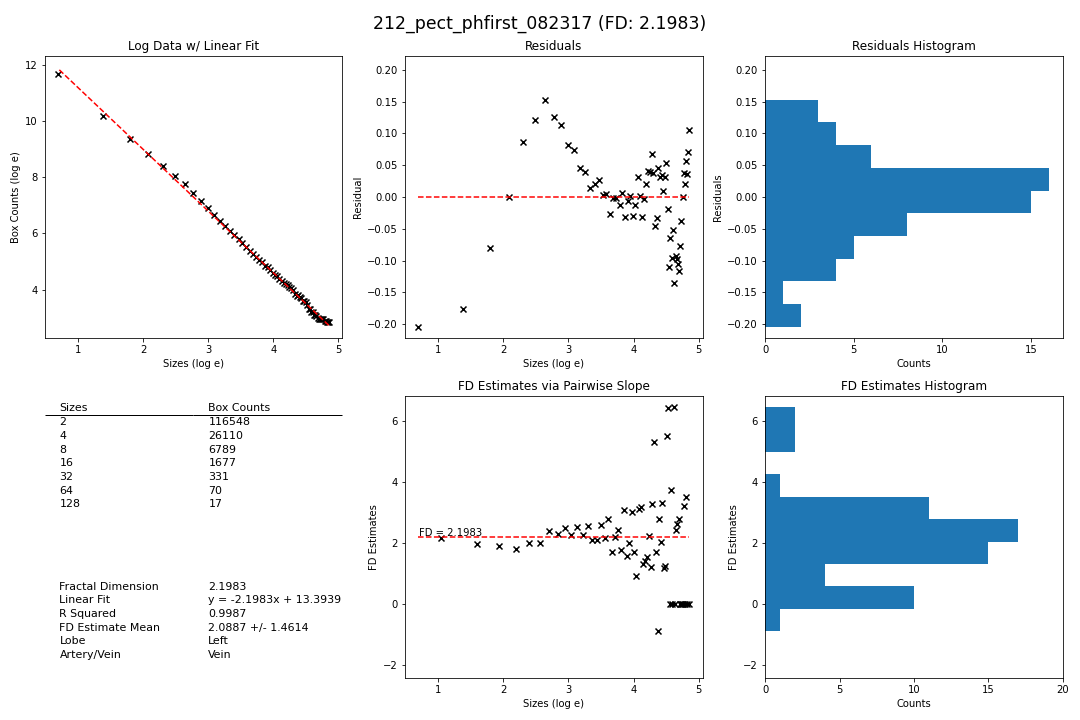 212_pect_phfirst_082317 (FD: 2.1983)
Log Data w/ Linear Fit
Box Counts (log e)
12
10
8
6
4
1 2 3 4 5
Sizes (log e)
Residuals
Residual
0.20
0.15
0.10
0.05
0.00
−0.05
−0.10
−0.15
−0.20
1 2 3 4 5
Sizes (log e)
Residuals Histogram
Residuals
0.20
0.15
0.10
0.05
0.00
−0.05
−0.10
−0.15
−0.20
0 5 10 15
Counts
Sizes Box Counts
2 116548
4 26110
8 6789
16 1677
32 331
64 70
128 17
Fractal Dimension 2.1983
Linear Fit y = -2.1983x + 13.3939
R Squared 0.9987
FD Estimate Mean 2.0887 +/- 1.4614
Lobe Left
Artery/Vein Vein
FD Estimates via Pairwise Slope
FD Estimates
6
4
2
0
−2
FD = 2.1983
1 2 3 4 5
Sizes (log e)
FD Estimates Histogram
FD Estimates
6
4
2
0
−2
0 5 10 15 20
Counts